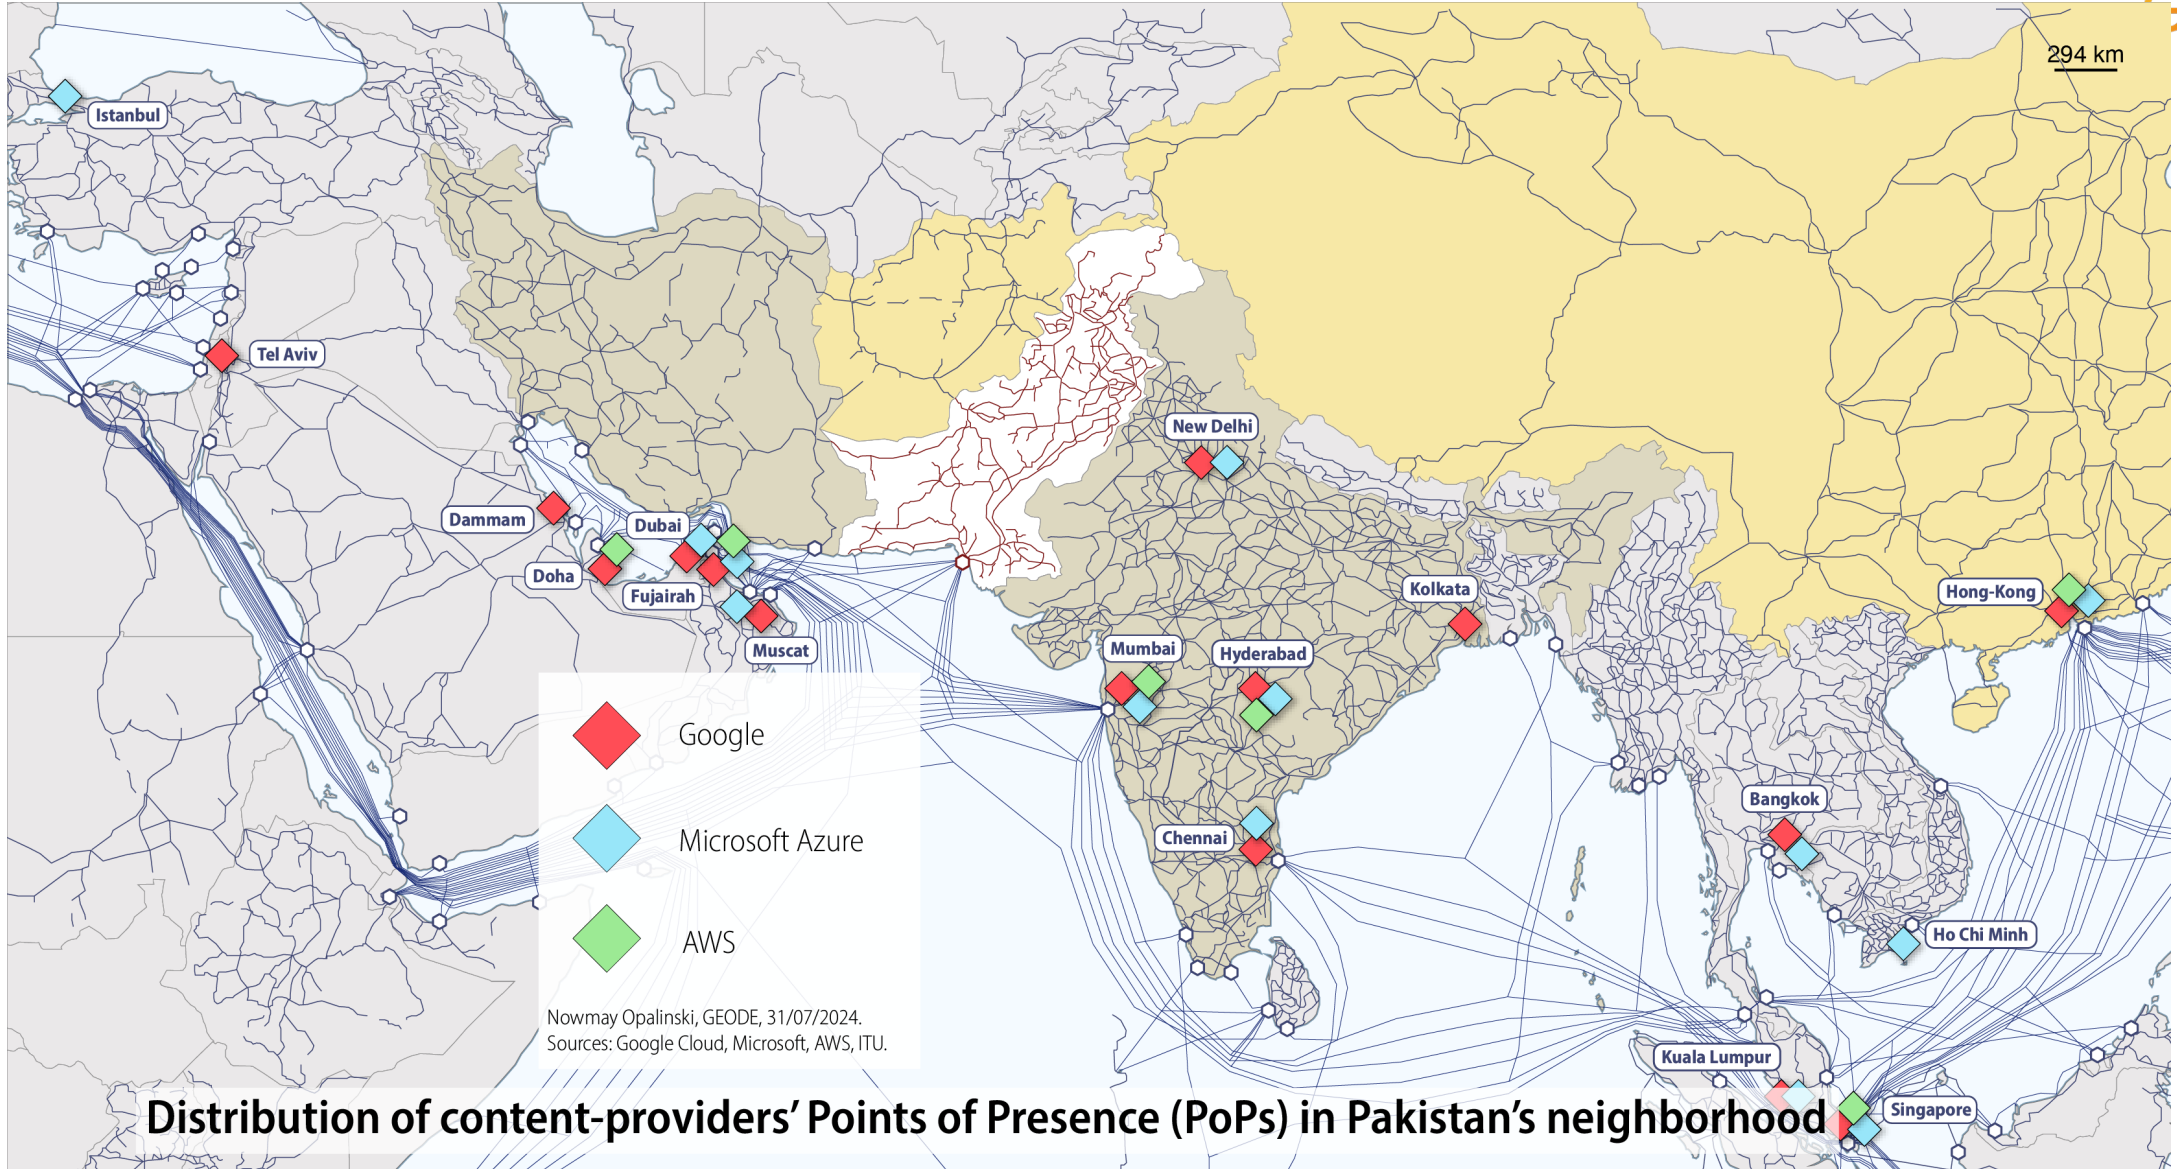 294 km
Istanbul
Tel Aviv
New Delhi
Dammam
Dubai
Doha
Fujairah
Kolkata
Hong-Kong
Muscat
Mumbai
Hyderabad
Google
Bangkok
Microsoft Azure
Chennai
Ho Chi Minh
AWS
Nowmay Opalinski, GEODE, 31/07/2024.
Sources: Google Cloud, Microsoft, AWS, ITU.
Kuala Lumpur
Singapore
Distribution of content-providers’ Points of Presence (PoPs) in Pakistan’s neighborhood